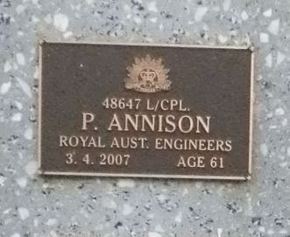 48647 L/CPL.
P. ANNISON
ROYAL AUST. ENGINEERS
3. 4. 2007 AGE 61